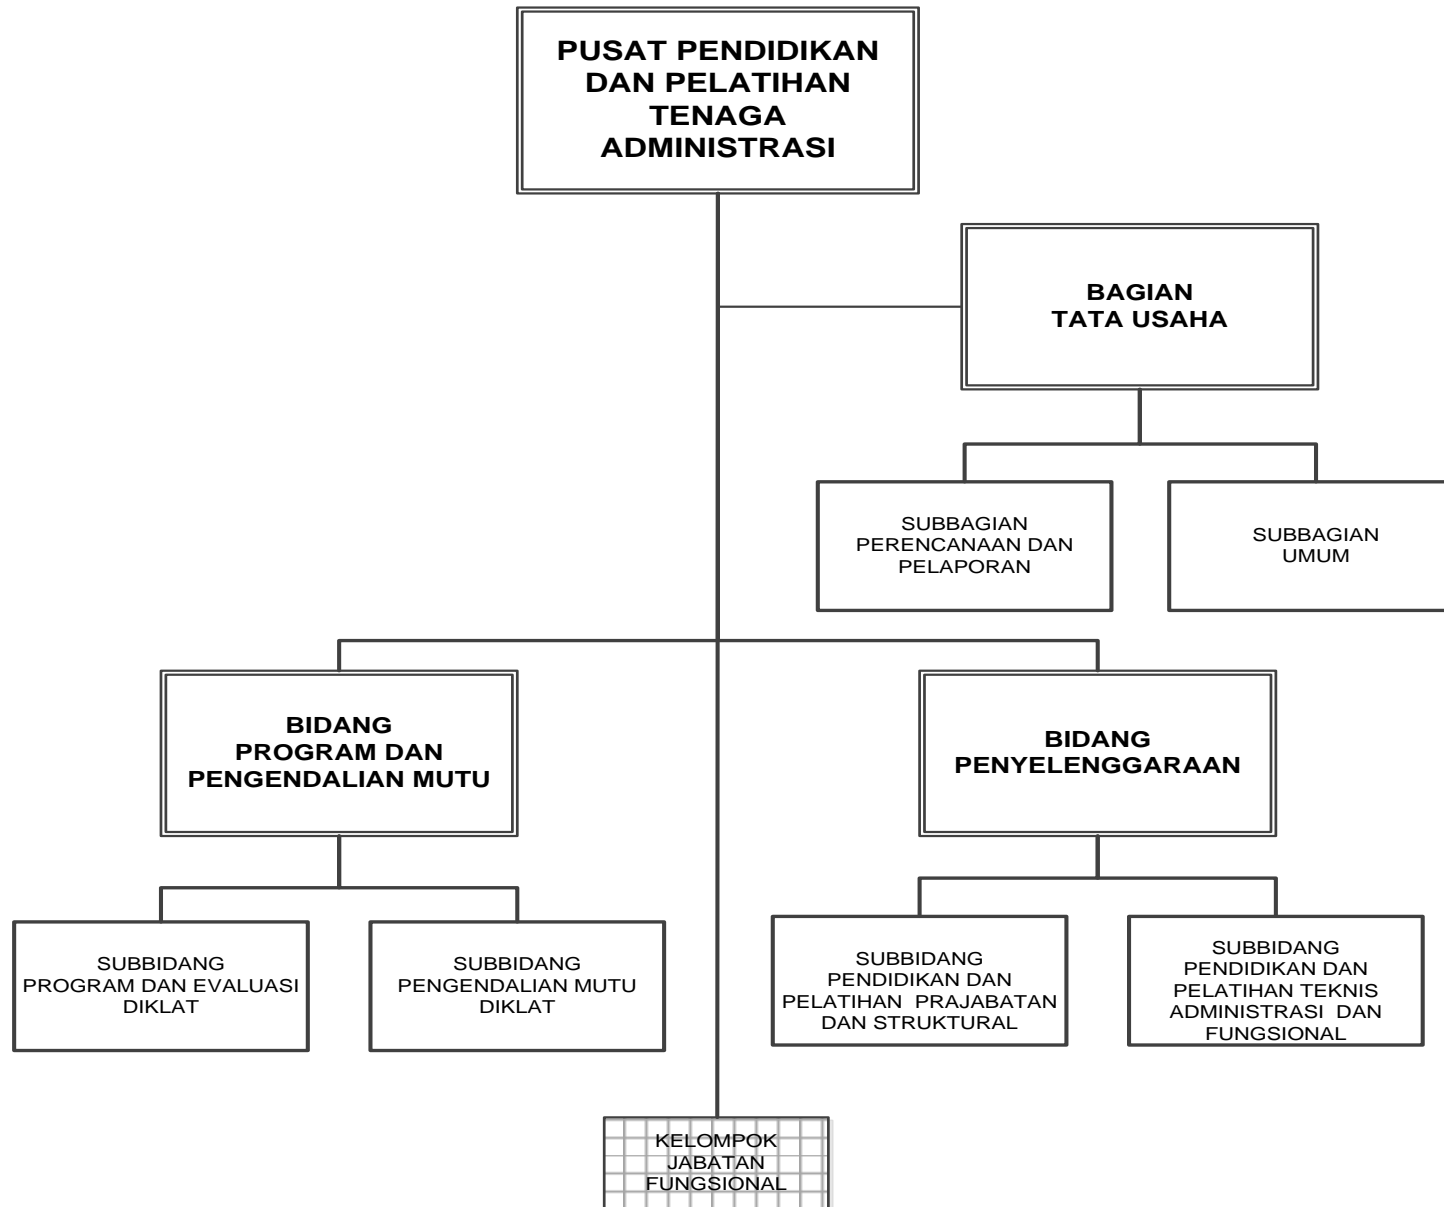 PUSAT PENDIDIKAN
DAN PELATIHAN
TENAGA
ADMINISTRASI
BAGIAN
TATA USAHA
SUBBAGIAN
PERENCANAAN DAN
PELAPORAN
SUBBAGIAN
UMUM
BIDANG
PROGRAM DAN
PENGENDALIAN MUTU
BIDANG
PENYELENGGARAAN
SUBBIDANG
PROGRAM DAN EVALUASI
DIKLAT
SUBBIDANG
PENGENDALIAN MUTU
DIKLAT
SUBBIDANG
PENDIDIKAN DAN
PELATIHAN PRAJABATAN
DAN STRUKTURAL
SUBBIDANG
PENDIDIKAN DAN
PELATIHAN TEKNIS
ADMINISTRASI DAN
FUNGSIONAL
KELOMPOK
JABATAN
FUNGSIONAL